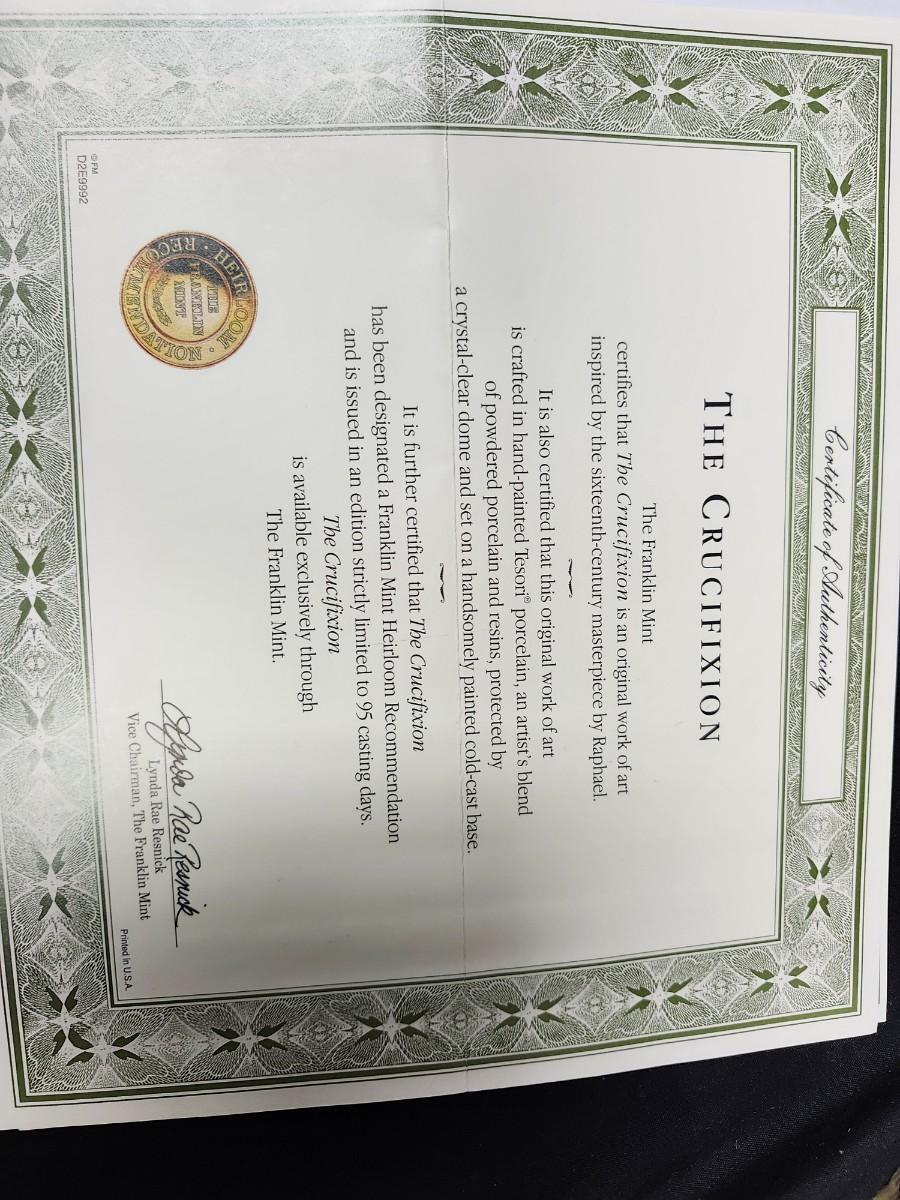 Certificate of Authenticity
THE CRUCIFIXION
The Franklin Mint
certifies that The Crucifixion is an original work of art
inspired by the sixteenth-century masterpiece by Raphael.
It is also certified that this original work of art
is crafted in hand-painted Tesori® porcelain, an artist's blend
of powdered porcelain and resins, protected by
a crystal-clear dome and set on a handsomely painted cold-cast base.
It is further certified that The Crucifixion
has been designated a Franklin Mint Heirloom Recommendation
and is issued in an edition strictly limited to 95 casting days.
The Crucifixion
is available exclusively through
The Franklin Mint.
HEIRLOOM · RECOMMENDATION ·
THE
FRANKLIN
MINT
Lynda Rae Resnick
Lynda Rae Resnick
Vice Chairman, The Franklin Mint
© FM
D2E9992
Printed in U.S.A.